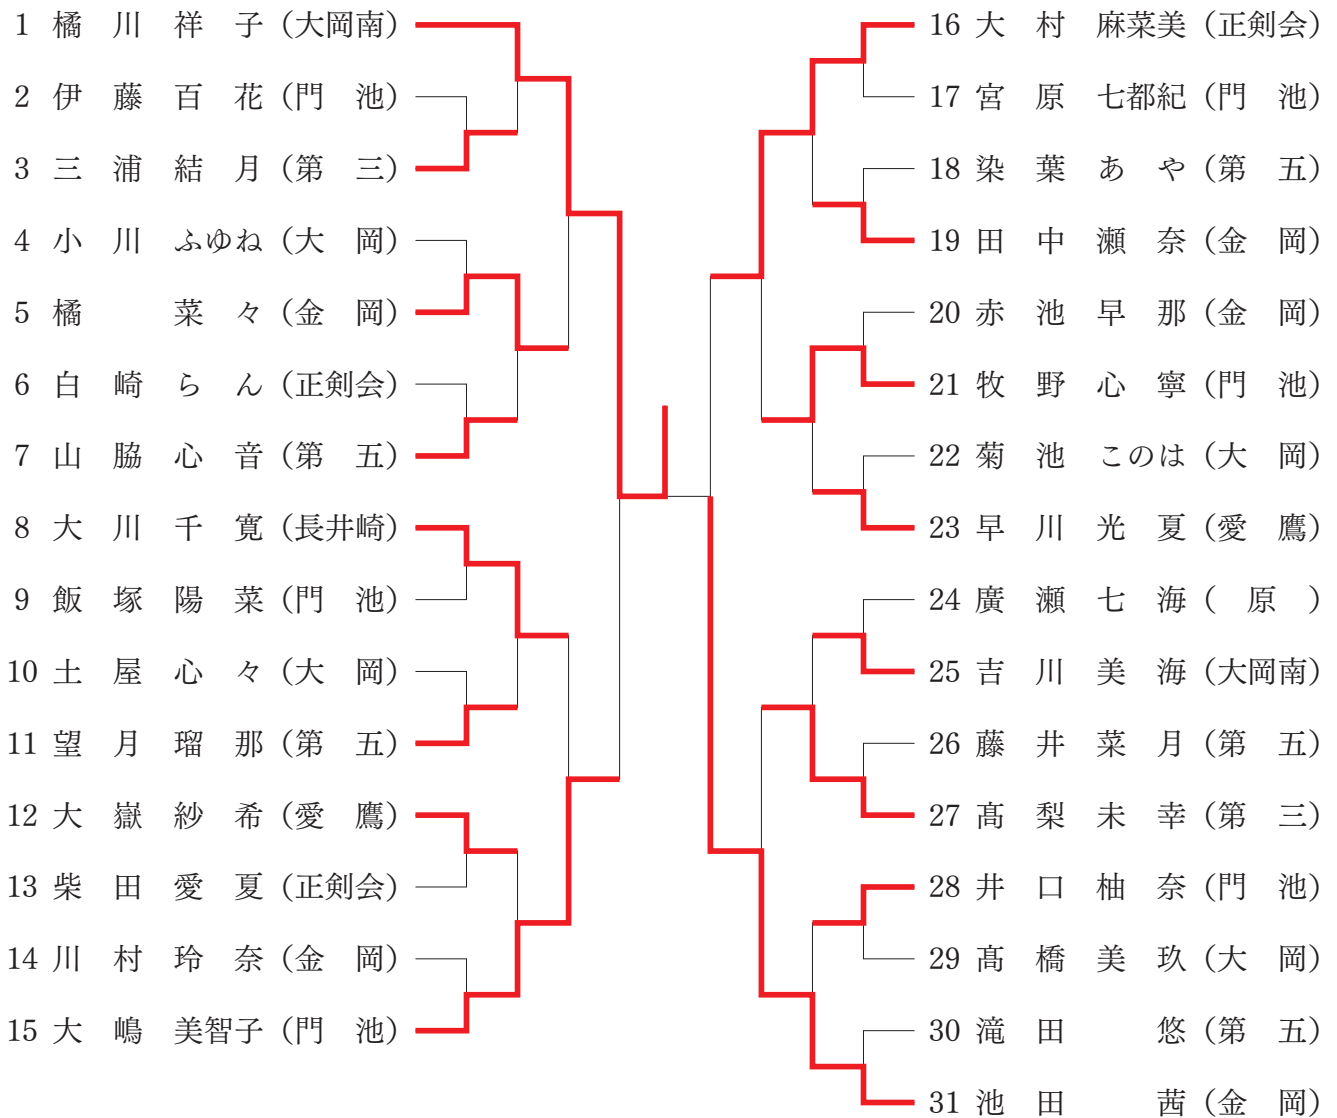 1 橘川祥子(大岡南)
2 伊藤百花(門池)
3 三浦結月(第三)
4 小川ふゆね(大岡)
5 橘菜々(金岡)
6 白崎らん(正剣会)
7 山脇心音(第五)
8 大川千寛(長井崎)
9 飯塚陽菜(門池)
10 土屋心々(大岡)
11 望月瑠那(第五)
12 大嶽紗希(愛鷹)
13 柴田愛夏(正剣会)
14 川村玲奈(金岡)
15 大嶋美智子(門池)
16 大村麻菜美(正剣会)
17 宮原七都紀(門池)
18 染葉あや(第五)
19 田中瀬奈(金岡)
20 赤池早那(金岡)
21 牧野心寧(門池)
22 菊池このは(大岡)
23 早川光夏(愛鷹)
24 廣瀬七海(原)
25 吉川美海(大岡南)
26 藤井菜月(第五)
27 髙梨未幸(第三)
28 井口柚奈(門池)
29 髙橋美玖(大岡)
30 滝田悠(第五)
31 池田茜(金岡)